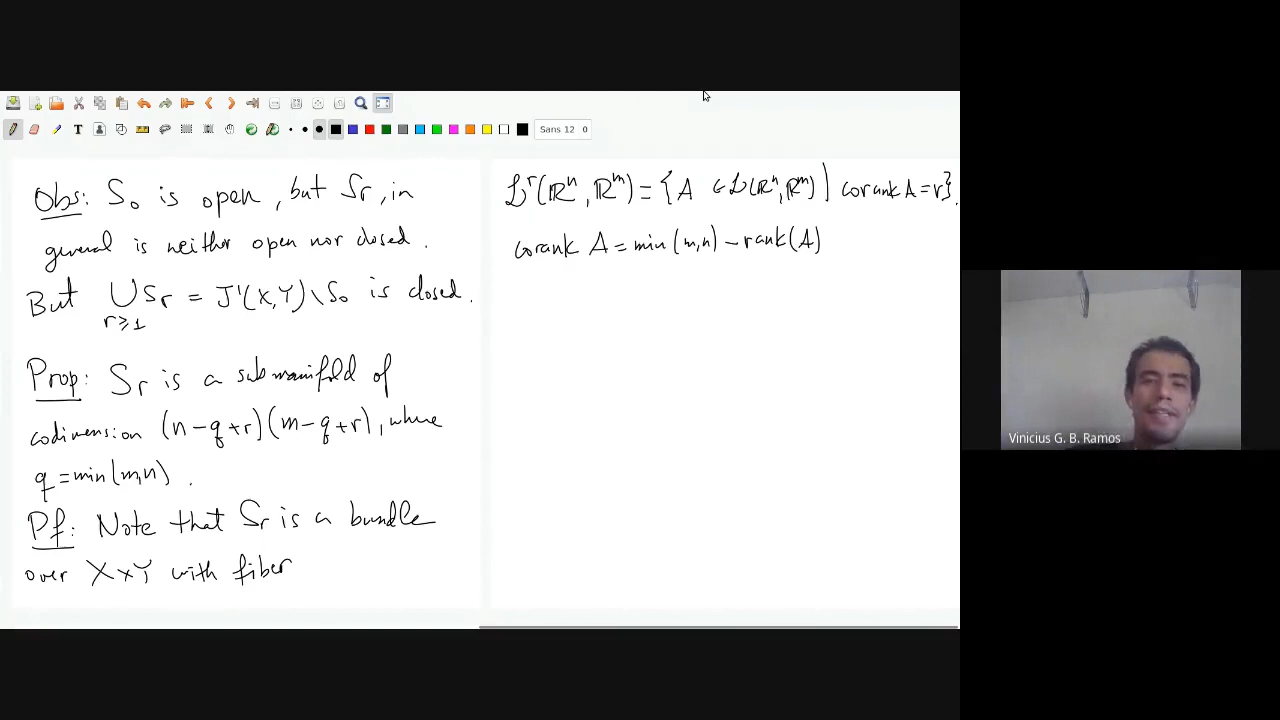 Sans 12 0
Obs: S₀ is open, but Sᵣ, in
general is neither open nor closed.
But ⋃ Sᵣ = J'(X,Y)\S₀ is closed.
r⩾1
Prop: Sᵣ is a submanifold of
codimension (n-q+r)(m-q+r), where
q = min(m,n).
Pf: Note that Sᵣ is a bundle
over X×Y with fiber
ℒʳ(ℝⁿ,ℝᵐ) = {A ∈ ℒ(ℝⁿ,ℝᵐ) | corank A = r}.
corank A = min(m,n) - rank(A)
Vinicius G. B. Ramos